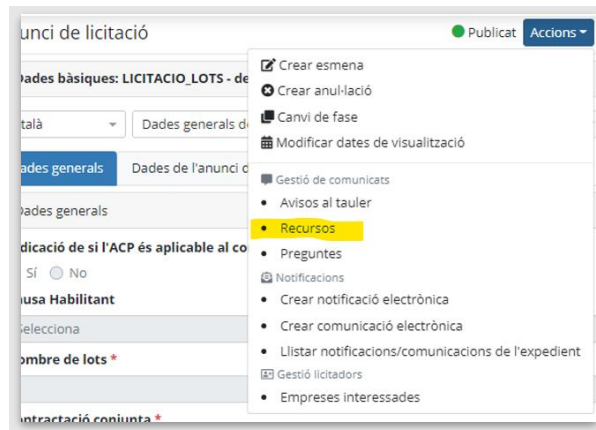 unci de licitació
Publicat
Accions
Dades bàsiques: LICITACIO_LOTS - de
Crear esmena
Crear anul·lació
Canvi de fase
Modificar dates de visualització
talà
Dades generals d
ades generals
Dades de l'anunci d
Gestió de comunicats
Avisos al tauler
Dades generals
Recursos
dicació de si l'ACP és aplicable al co
Preguntes
Sí
No
Notificacions
Crear notificació electrònica
usa Habilitant
Crear comunicació electrònica
Selecciona
Llistar notificacions/comunicacions de l'expedient
ombre de lots *
Gestió licitadors
Empreses interessades
ontractació conjunta *